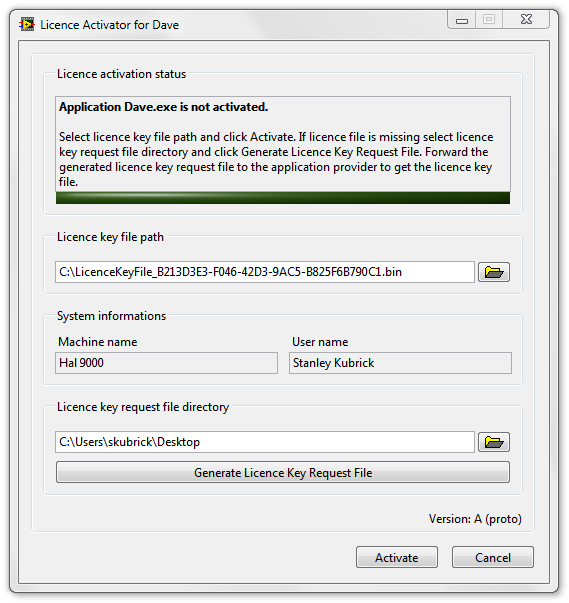 Licence Activator for Dave
Licence activation status
Application Dave.exe is not activated.
Select licence key file path and click Activate. If licence file is missing select licence
key request file directory and click Generate Licence Key Request File. Forward the
generated licence key request file to the application provider to get the licence key
file.
Licence key file path
C:\LicenceKeyFile_B213D3E3-F046-42D3-9AC5-B825F6B790C1.bin
System informations
Machine name
User name
Hal 9000
Stanley Kubrick
Licence key request file directory
C:\Users\skubrick\Desktop
Generate Licence Key Request File
Version: A (proto)
Activate
Cancel